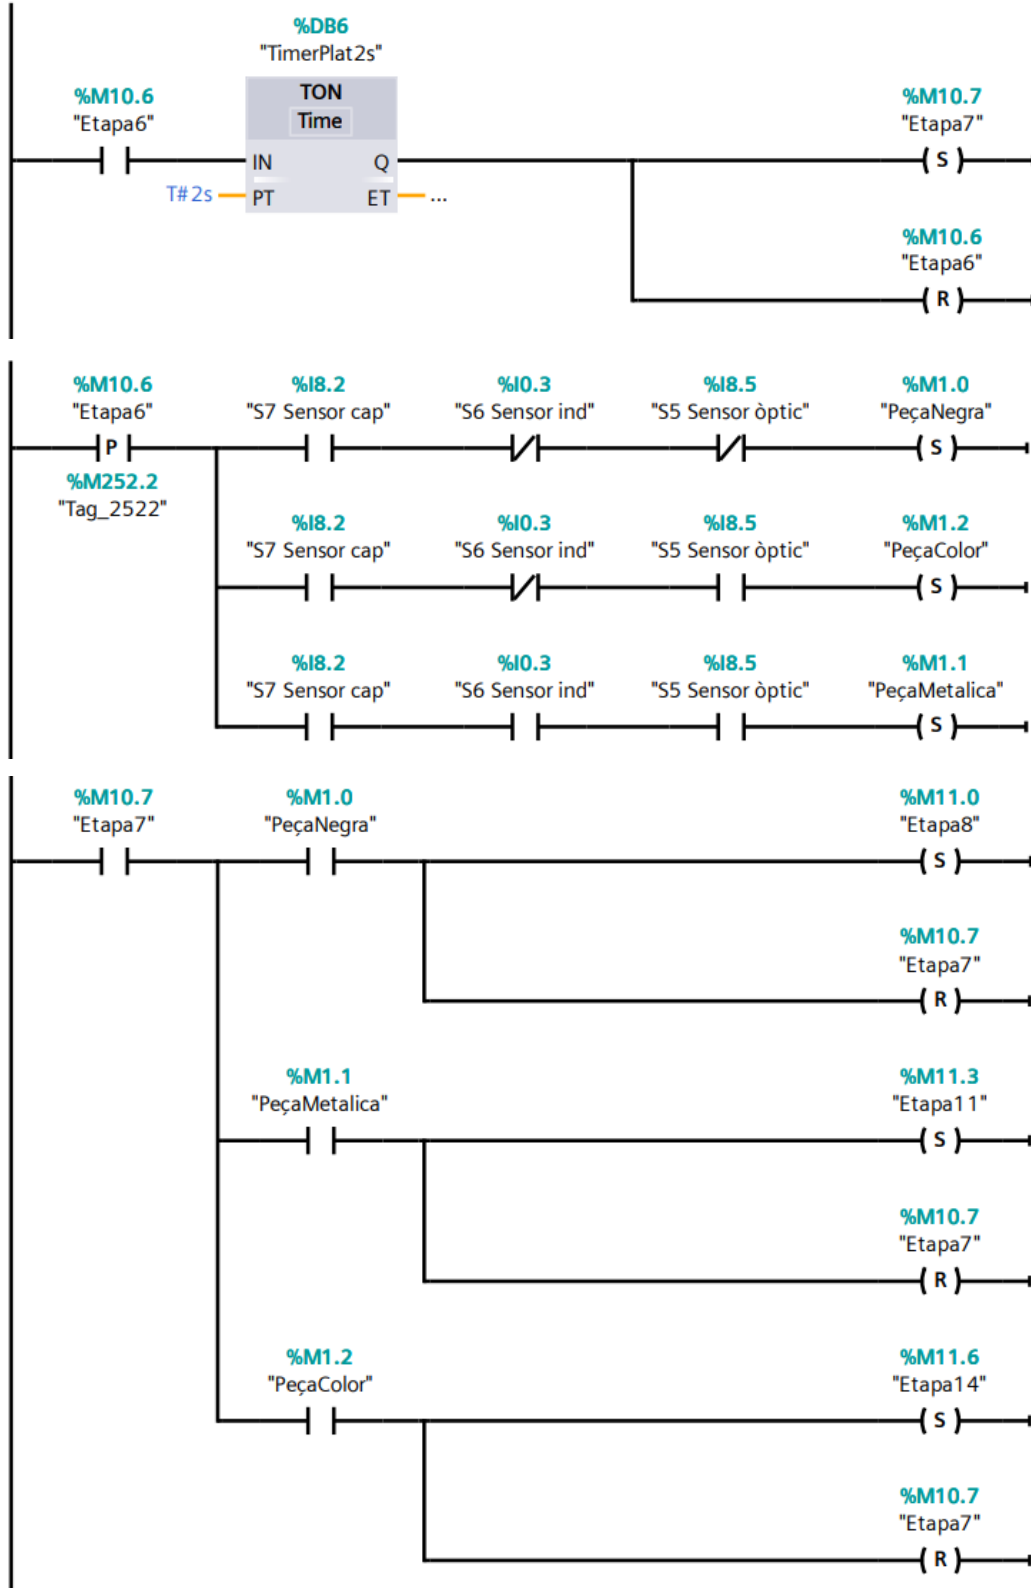 %DB6
"TimerPlat2s"
%M10.6
TON
%M10.7
"Etapa6"
Time
"Etapa7"
IN Q
( S )
T#2s PT ET ...
%M10.6
"Etapa6"
( R )
%M10.6 %I8.2 %I0.3 %I8.5 %M1.0
"Etapa6" "S7 Sensor cap" "S6 Sensor ind" "S5 Sensor òptic" "PeçaNegra"
P ( S )
%M252.2
"Tag_2522"
%I8.2 %I0.3 %I8.5 %M1.2
"S7 Sensor cap" "S6 Sensor ind" "S5 Sensor òptic" "PeçaColor"
( S )
%I8.2 %I0.3 %I8.5 %M1.1
"S7 Sensor cap" "S6 Sensor ind" "S5 Sensor òptic" "PeçaMetalica"
( S )
%M10.7 %M1.0 %M11.0
"Etapa7" "PeçaNegra" "Etapa8"
( S )
%M10.7
"Etapa7"
( R )
%M1.1 %M11.3
"PeçaMetalica" "Etapa11"
( S )
%M10.7
"Etapa7"
( R )
%M1.2 %M11.6
"PeçaColor" "Etapa14"
( S )
%M10.7
"Etapa7"
( R )